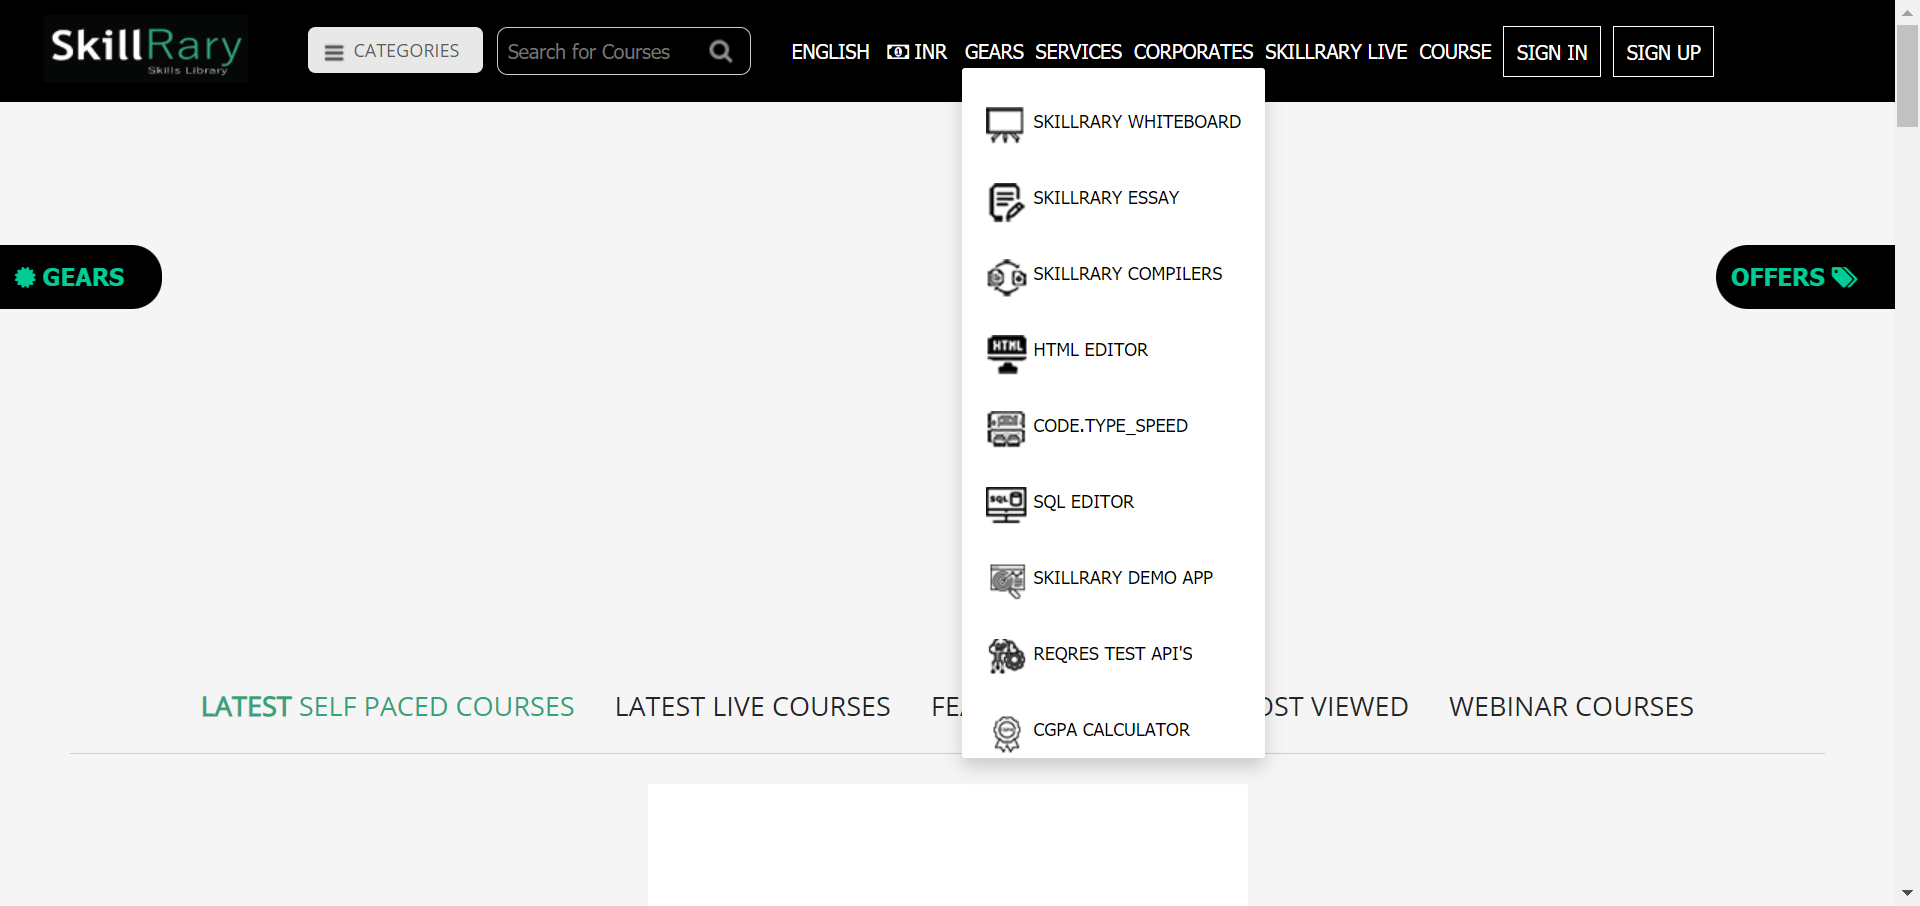 SkillRary
Skills Library
CATEGORIES
Search for Courses
ENGLISH
INR
GEARS
SERVICES
CORPORATES
SKILLRARY LIVE
COURSE
SIGN IN
SIGN UP
SKILLRARY WHITEBOARD
SKILLRARY ESSAY
SKILLRARY COMPILERS
HTML
HTML EDITOR
CODE.TYPE_SPEED
SQL
SQL EDITOR
SKILLRARY DEMO APP
REQRES TEST API'S
CGPA CALCULATOR
GEARS
OFFERS
LATEST SELF PACED COURSES
LATEST LIVE COURSES
FE
OST VIEWED
WEBINAR COURSES